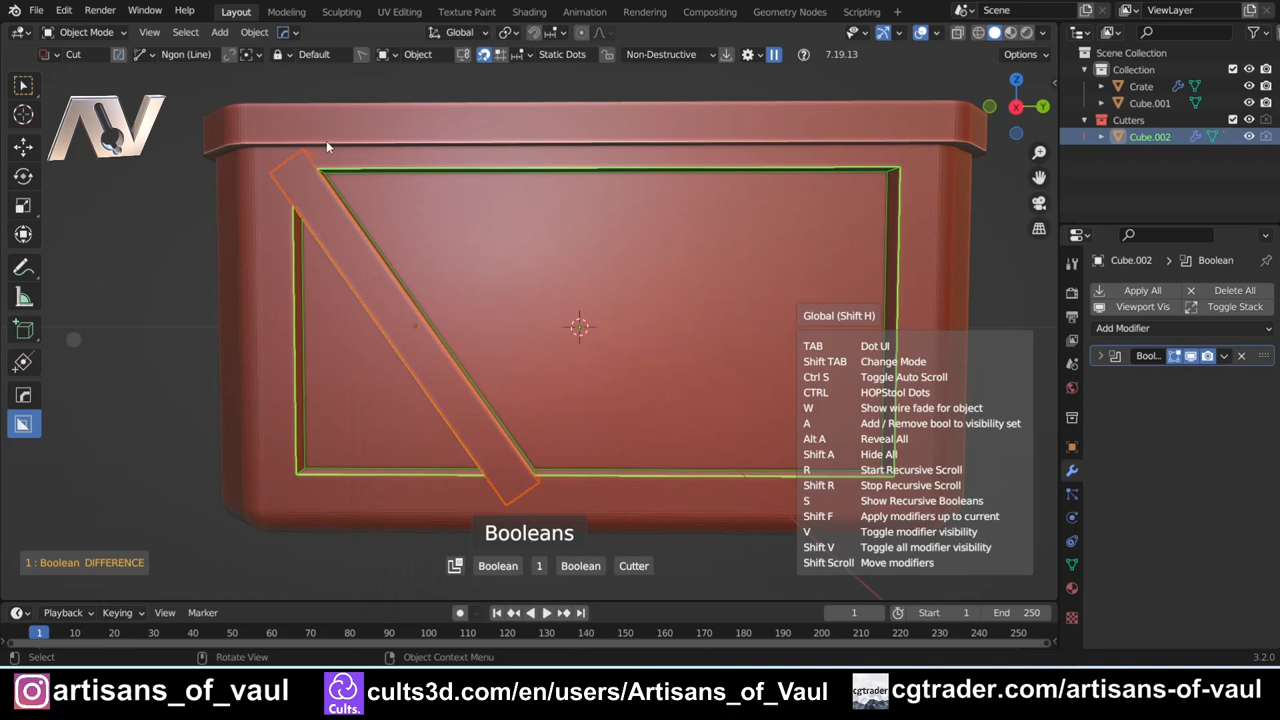 File Edit Render Window Help Layout Modeling Sculpting UV Editing Texture Paint Shading Animation Rendering Compositing Geometry Nodes Scripting + Scene ViewLayer
Object Mode View Select Add Object Global
Cut Ngon (Line) Default Object Static Dots Non-Destructive 7.19.13 Options
AV
Z
X Y
Scene Collection
Collection
Crate
Cube.001
Cutters
Cube.002
Cube.002 > Boolean
Apply All Delete All
Viewport Vis Toggle Stack
Add Modifier
Bool...
Global (Shift H)
TAB Dot UI
Shift TAB Change Mode
Ctrl S Toggle Auto Scroll
CTRL HOPStool Dots
W Show wire fade for object
A Add / Remove bool to visibility set
Alt A Reveal All
Shift A Hide All
R Start Recursive Scroll
Shift R Stop Recursive Scroll
S Show Recursive Booleans
Shift F Apply modifiers up to current
V Toggle modifier visibility
Shift V Toggle all modifier visibility
Shift Scroll Move modifiers
Booleans
Boolean 1 Boolean Cutter
1 : Boolean DIFFERENCE
Playback Keying View Marker 1 Start 1 End 250
1 10 20 30 40 50 60 70 80 90 100 110 120 130 140 150 160 170 180 190 200 210 220 230 240 250
Select Rotate View Object Context Menu 3.2.0
artisans_of_vaul Cults. cults3d.com/en/users/Artisans_of_Vaul cgtrader cgtrader.com/artisans-of-vaul